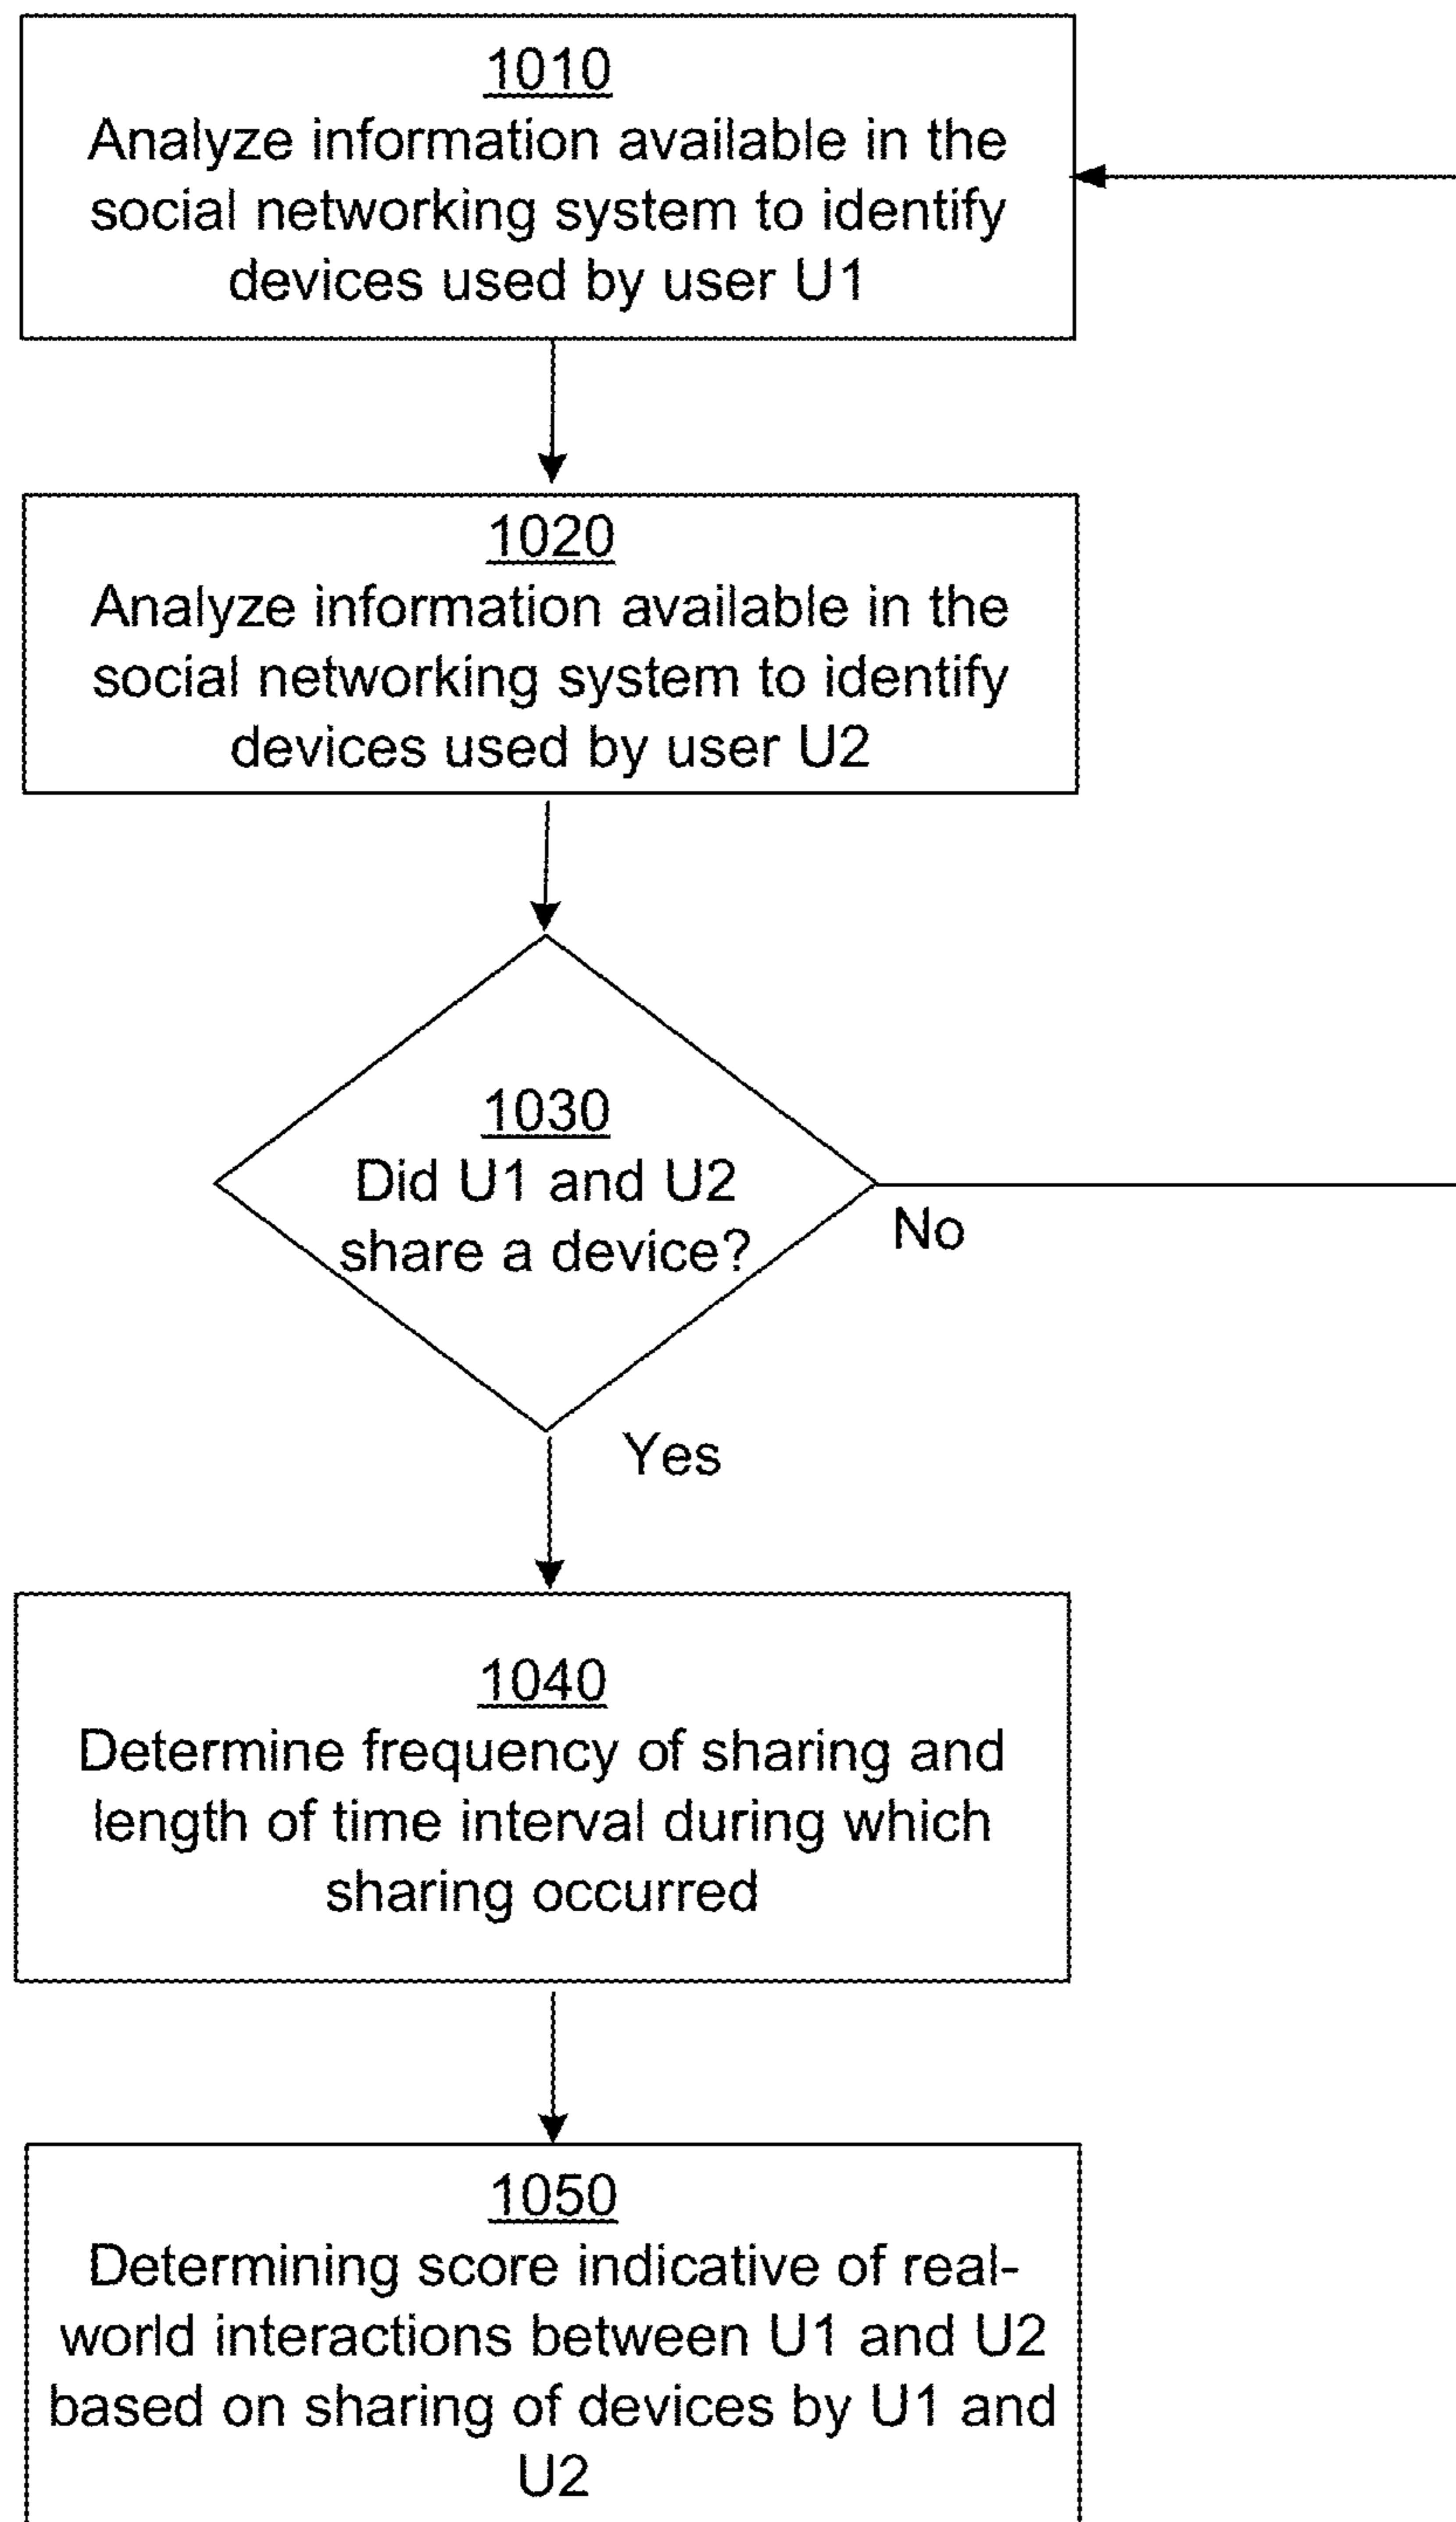 1010
Analyze information available in the
social networking system to identify
devices used by user U1
1020
Analyze information available in the
social networking system to identify
devices used by user U2
1030
Did U1 and U2
share a device?
No
Yes
1040
Determine frequency of sharing and
length of time interval during which
sharing occurred
1050
Determining score indicative of real-
world interactions between U1 and U2
based on sharing of devices by U1 and
U2